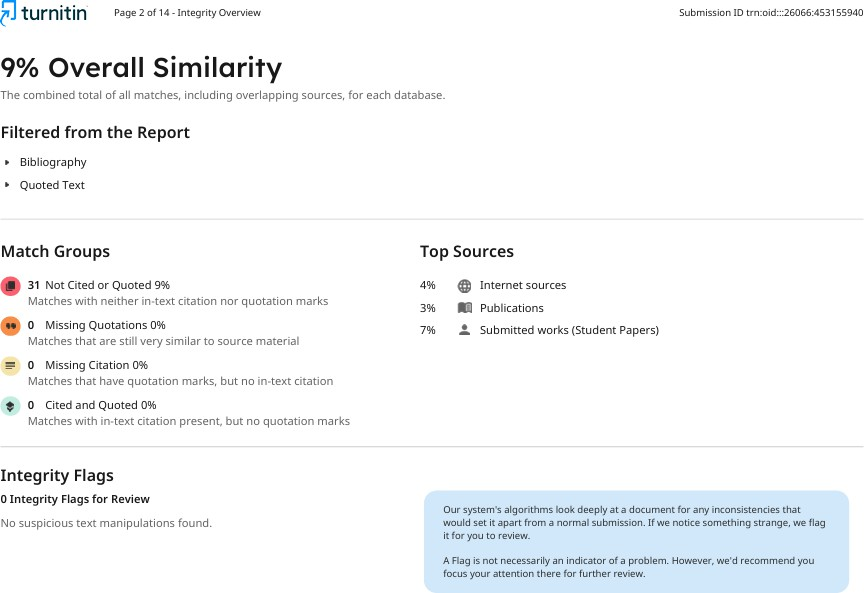 turnitin
Page 2 of 14 - Integrity Overview
Submission ID trn:oid:::26066:453155940
9% Overall Similarity
The combined total of all matches, including overlapping sources, for each database.
Filtered from the Report
Bibliography
Quoted Text
Match Groups
31 Not Cited or Quoted 9%
Matches with neither in-text citation nor quotation marks
0 Missing Quotations 0%
Matches that are still very similar to source material
0 Missing Citation 0%
Matches that have quotation marks, but no in-text citation
0 Cited and Quoted 0%
Matches with in-text citation present, but no quotation marks
Top Sources
4% Internet sources
3% Publications
7% Submitted works (Student Papers)
Integrity Flags
0 Integrity Flags for Review
No suspicious text manipulations found.
Our system's algorithms look deeply at a document for any inconsistencies that
would set it apart from a normal submission. If we notice something strange, we flag
it for you to review.
A Flag is not necessarily an indicator of a problem. However, we'd recommend you
focus your attention there for further review.